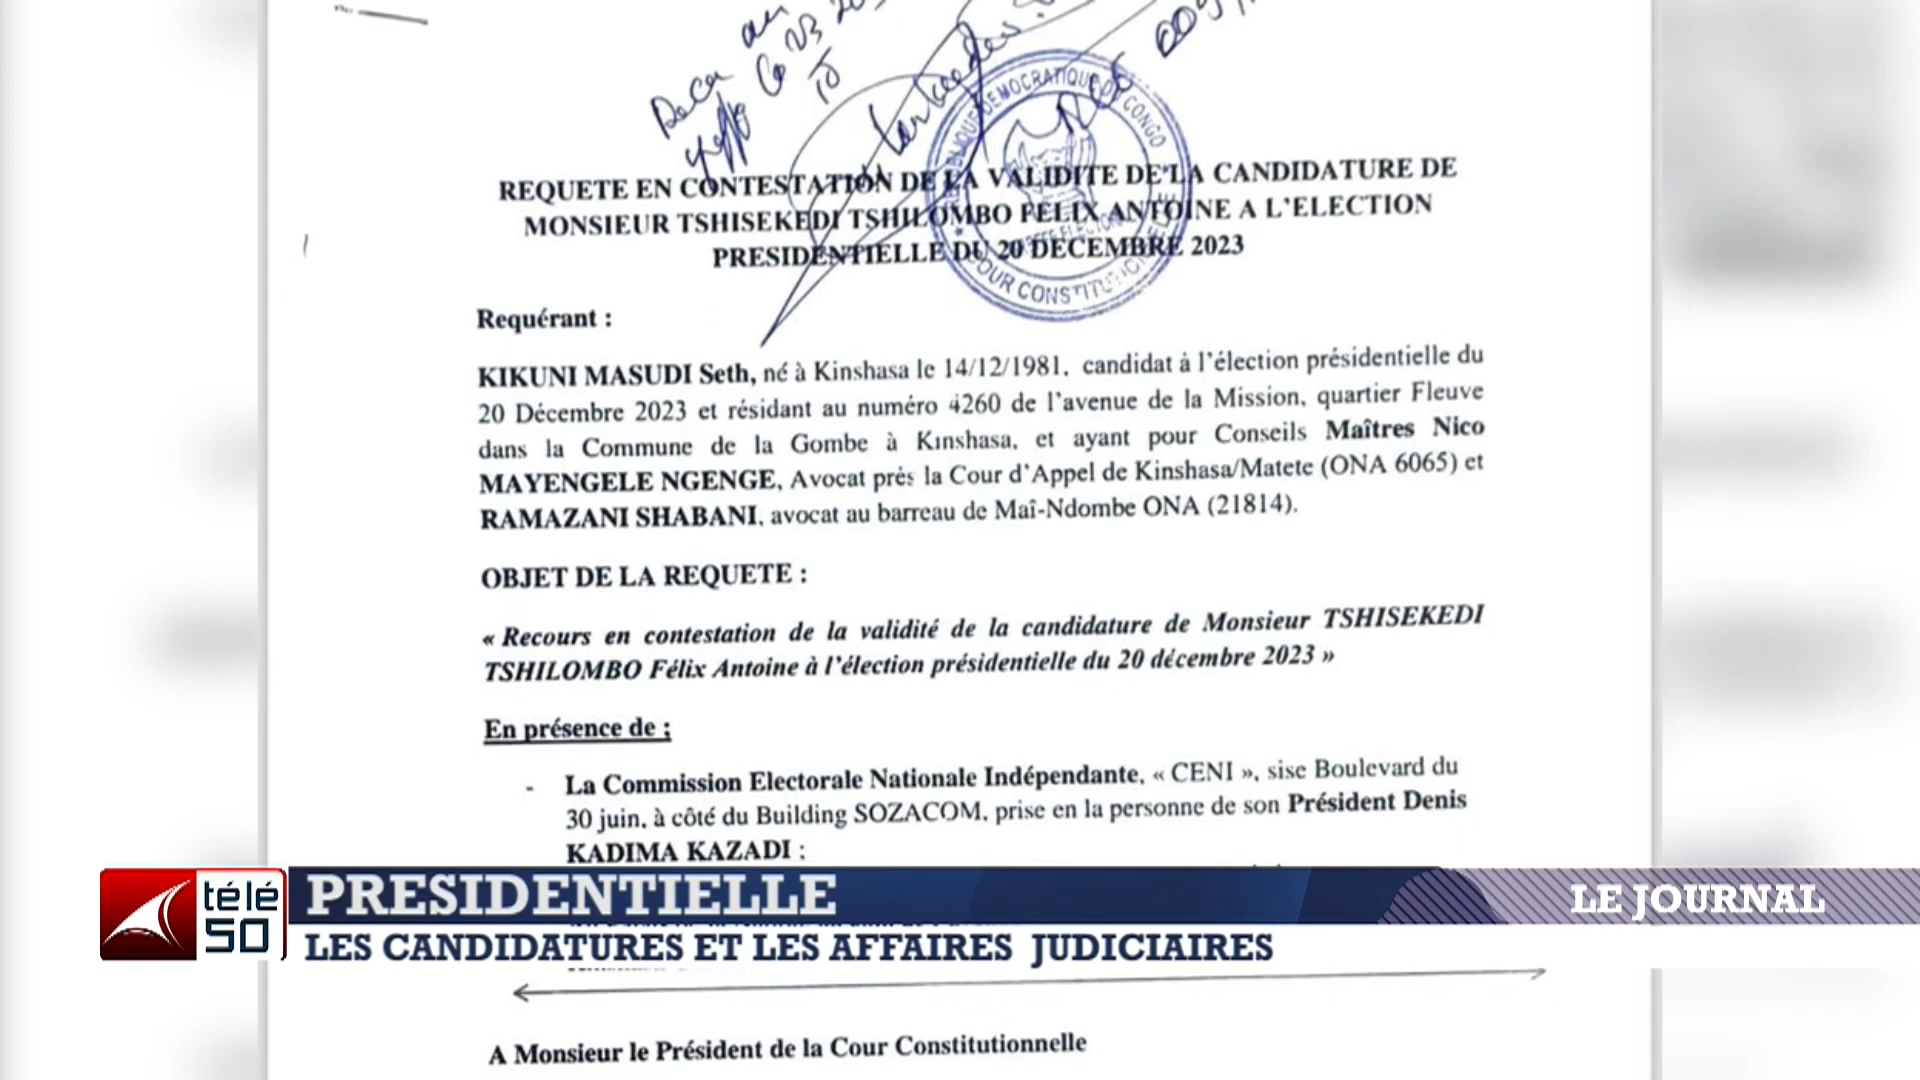 REPUBLIQUE DEMOCRATIQUE DU CONGO
COUR CONSTITUTIONNELLE
REQUETE EN CONTESTATION DE LA VALIDITE DE LA CANDIDATURE DE
MONSIEUR TSHISEKEDI TSHILOMBO FELIX ANTOINE A L'ELECTION
PRESIDENTIELLE DU 20 DECEMBRE 2023
Requérant :
KIKUNI MASUDI Seth, né à Kinshasa le 14/12/1981, candidat à l'élection présidentielle du
20 Décembre 2023 et résidant au numéro 4260 de l'avenue de la Mission, quartier Fleuve
dans la Commune de la Gombe à Kinshasa, et ayant pour Conseils Maîtres Nico
MAYENGELE NGENGE, Avocat près la Cour d'Appel de Kinshasa/Matete (ONA 6065) et
RAMAZANI SHABANI, avocat au barreau de Maî-Ndombe ONA (21814).
OBJET DE LA REQUETE :
« Recours en contestation de la validité de la candidature de Monsieur TSHISEKEDI
TSHILOMBO Félix Antoine à l'élection présidentielle du 20 décembre 2023 »
En présence de ;
- La Commission Electorale Nationale Indépendante, « CENI », sise Boulevard du
30 juin, à côté du Building SOZACOM, prise en la personne de son Président Denis
KADIMA KAZADI ;
télé 50
PRESIDENTIELLE
LE JOURNAL
LES CANDIDATURES ET LES AFFAIRES JUDICIAIRES
A Monsieur le Président de la Cour Constitutionnelle